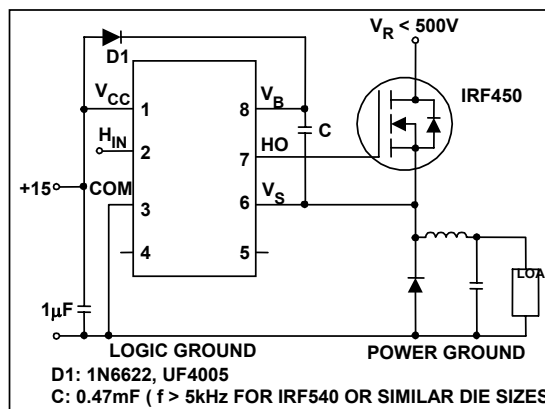 V_R < 500V
D1
IRF450
V_CC
1
8
V_B
C
H_IN
2
7
HO
+15
COM
3
6
V_S
4
5
LOA
1µF
LOGIC GROUND
POWER GROUND
D1: 1N6622, UF4005
C: 0.47mF ( f > 5kHz FOR IRF540 OR SIMILAR DIE SIZES